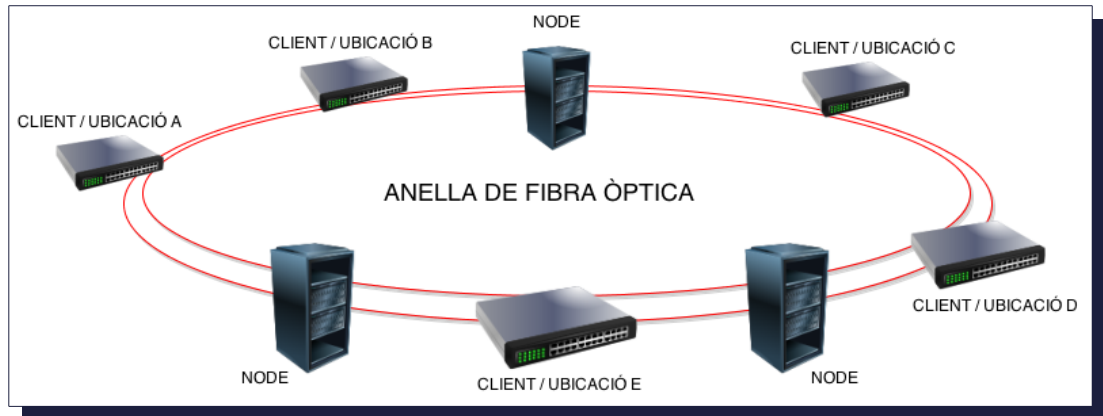 NODE
CLIENT / UBICACIÓ B
CLIENT / UBICACIÓ C
CLIENT / UBICACIÓ A
ANELLA DE FIBRA ÒPTICA
CLIENT / UBICACIÓ D
NODE
CLIENT / UBICACIÓ E
NODE